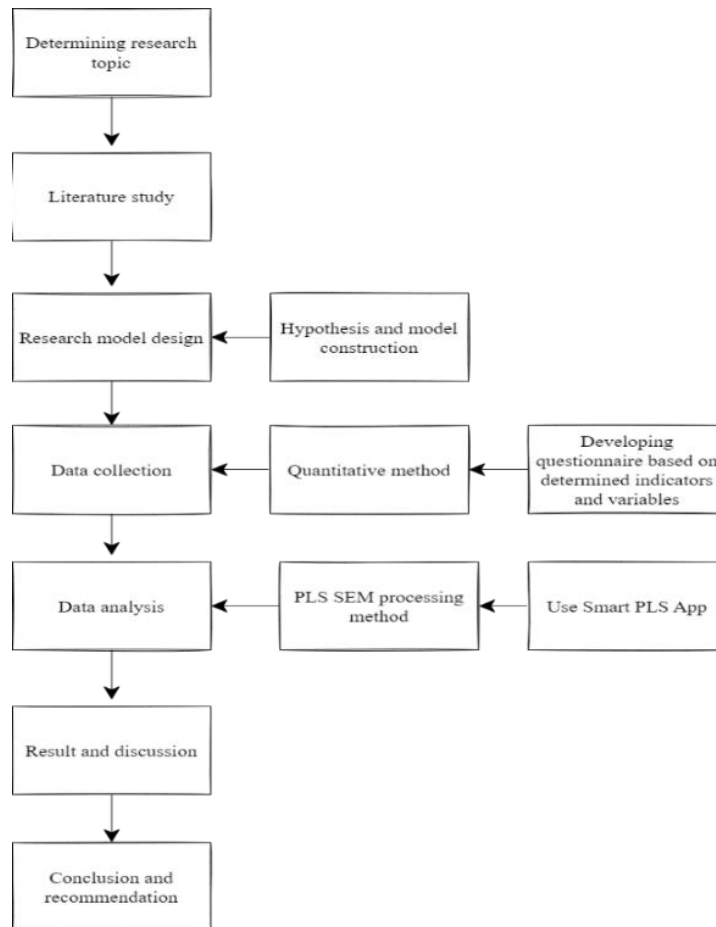 Determining research
topic
Literature study
Research model design
Hypothesis and model
construction
Data collection
Quantitative method
Developing
questionnaire based on
determined indicators
and variables
Data analysis
PLS SEM processing
method
Use Smart PLS App
Result and discussion
Conclusion and
recommendation